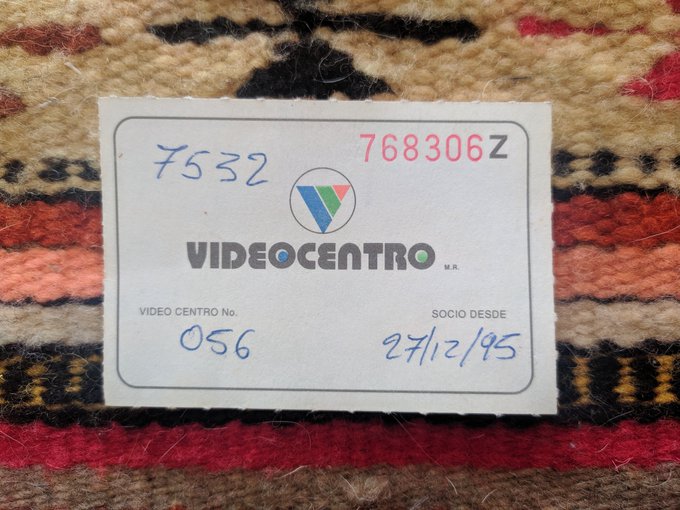 7532
768306Z
VIDEOCENTRO M.R.
VIDEO CENTRO No.
SOCIO DESDE
056
27/12/95